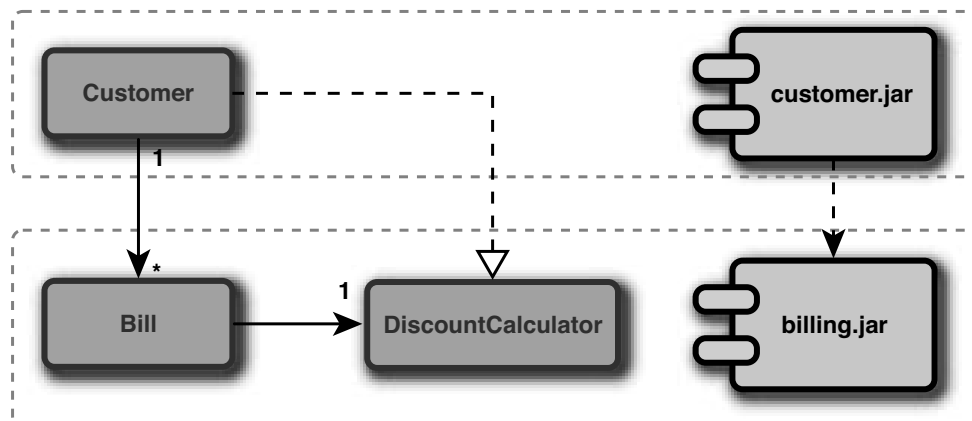 Customer
customer.jar
1
*
1
Bill
DiscountCalculator
billing.jar